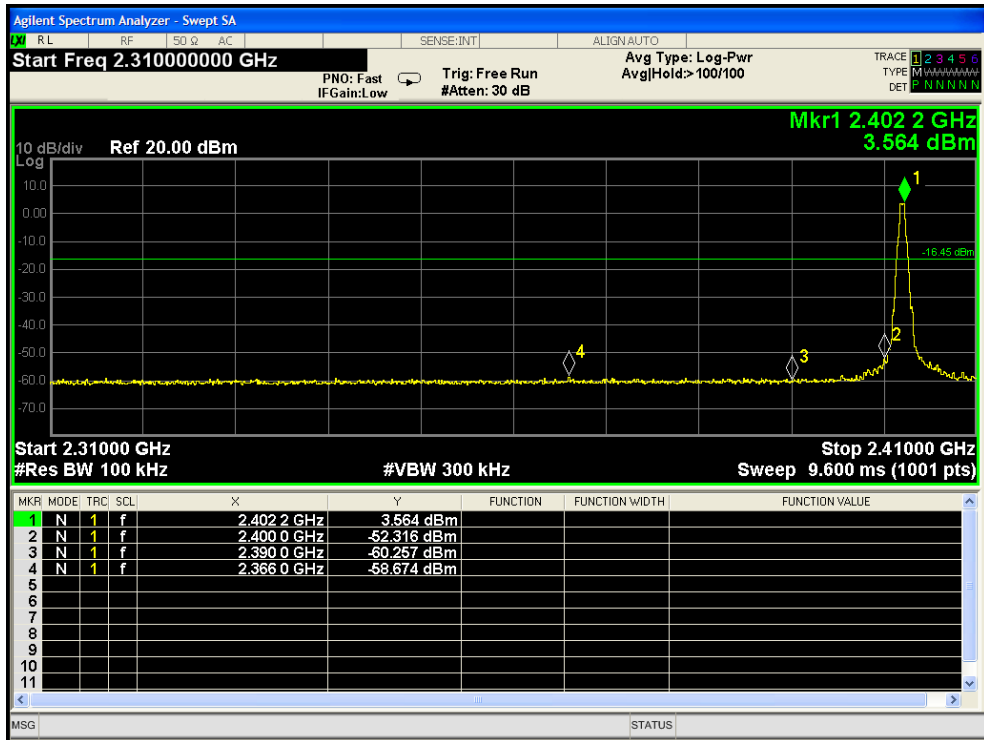 Agilent Spectrum Analyzer - Swept SA
LXI RL RF 50 Ω AC SENSE:INT ALIGN AUTO
Start Freq 2.310000000 GHz
PNO: Fast
IFGain:Low
Trig: Free Run
#Atten: 30 dB
Avg Type: Log-Pwr
Avg|Hold:>100/100
TRACE 1 2 3 4 5 6
TYPE M
DET P N N N N N
Mkr1 2.402 2 GHz
3.564 dBm
10 dB/div Ref 20.00 dBm
Log
10.0
0.00
-10.0
-20.0
-30.0
-40.0
-50.0
-60.0
-70.0
1
-16.45 dBm
2
3
4
Start 2.31000 GHz Stop 2.41000 GHz
#Res BW 100 kHz #VBW 300 kHz Sweep 9.600 ms (1001 pts)
MKR MODE TRC SCL X Y FUNCTION FUNCTION WIDTH FUNCTION VALUE
1 N 1 f 2.402 2 GHz 3.564 dBm
2 N 1 f 2.400 0 GHz -52.316 dBm
3 N 1 f 2.390 0 GHz -60.257 dBm
4 N 1 f 2.366 0 GHz -58.674 dBm
5
6
7
8
9
10
11
MSG STATUS